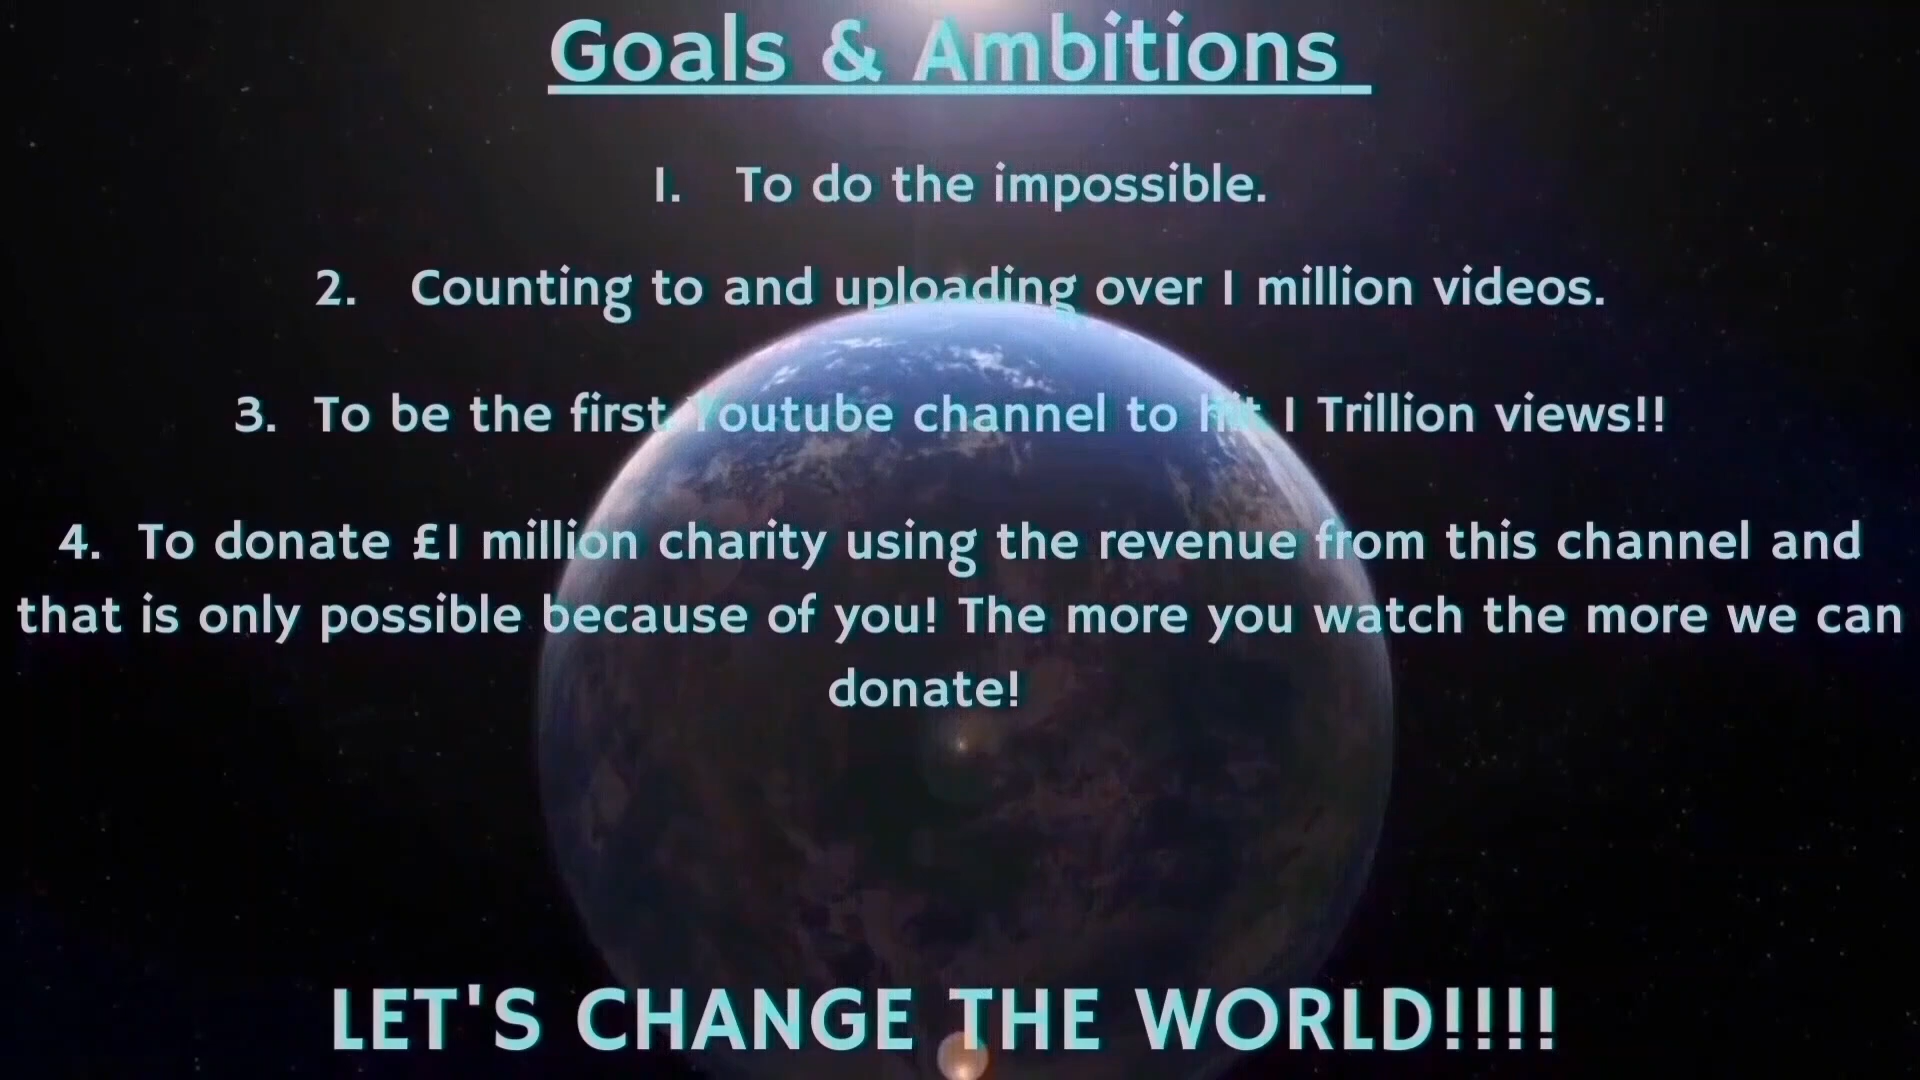 Goals & Ambitions
1. To do the impossible.
2. Counting to and uploading over 1 million videos.
3. To be the first Youtube channel to hit 1 Trillion views!!
4. To donate £1 million charity using the revenue from this channel and
that is only possible because of you! The more you watch the more we can
donate!
LET'S CHANGE THE WORLD!!!!